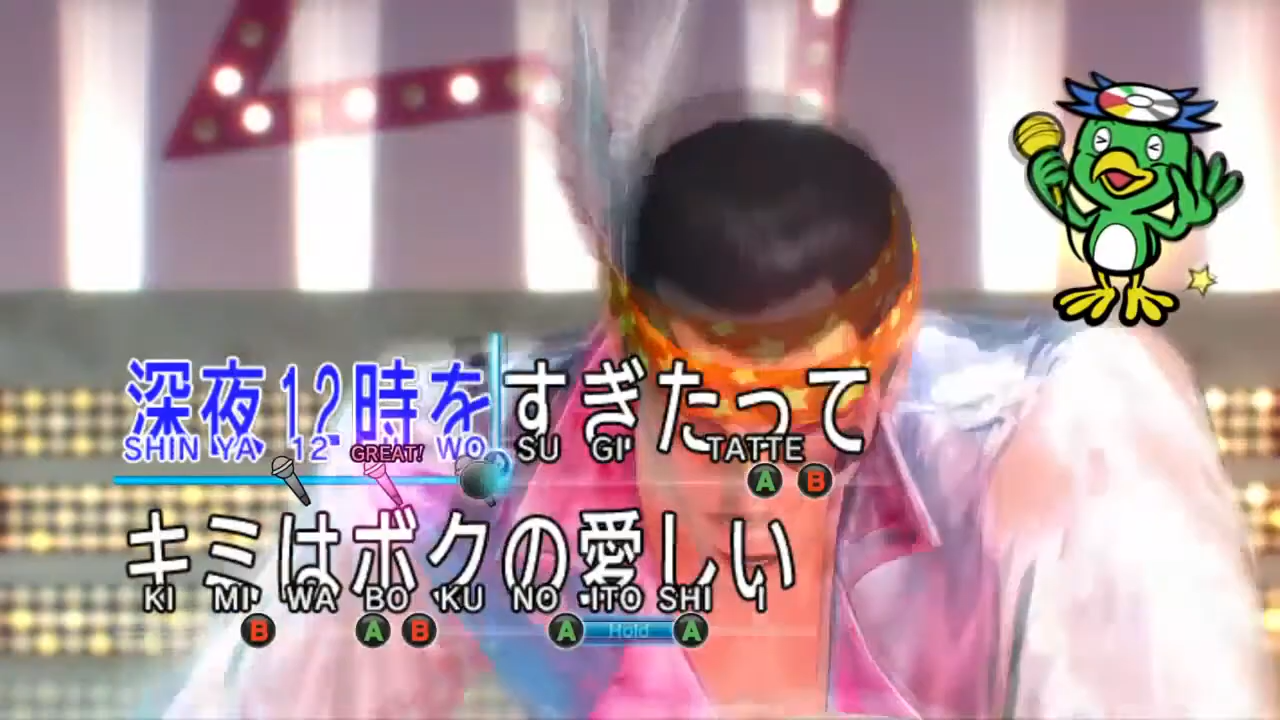 深夜12時をすぎたって
SHIN YA 12 WO SU GI TATTE
GREAT!
A B
キミはボクの愛しい
KI MI WA BO KU NO ITO SHI I
B A B A Hold A